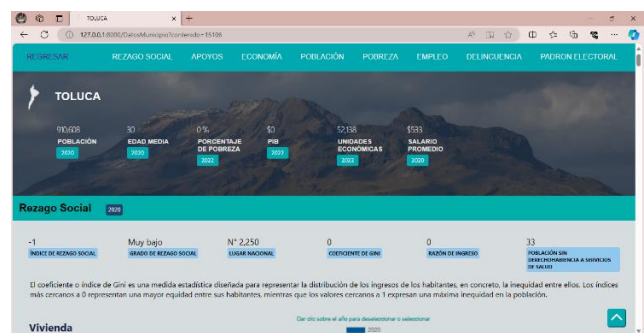 TOLUCA
127.0.0.1:8000/DatosMunicipio?contenido=15106
REGRESAR REZAGO SOCIAL APOYOS ECONOMÍA POBLACIÓN POBREZA EMPLEO DELINCUENCIA PADRON ELECTORAL
TOLUCA
910,608 30 0 % $0 52,138 $533
POBLACIÓN EDAD MEDIA PORCENTAJE DE POBREZA PIB UNIDADES ECONÓMICAS SALARIO PROMEDIO
2020 2020 2022 2022 2022 2020
Rezago Social 2020
-1 Muy bajo N° 2,250 0 0 33
ÍNDICE DE REZAGO SOCIAL GRADO DE REZAGO SOCIAL LUGAR NACIONAL COEFICIENTE DE GINI RAZÓN DE INGRESO POBLACIÓN SIN DERECHOHABIENCIA A SERVICIOS DE SALUD
El coeficiente o índice de Gini es una medida estadística diseñada para representar la distribución de los ingresos de los habitantes, en concreto, la inequidad entre ellos. Los índices
más cercanos a 0 representan una mayor equidad entre sus habitantes, mientras que los valores cercanos a 1 expresan una máxima inequidad en la población.
Dar clic sobre el año para deseleccionar o seleccionar
2020
Vivienda